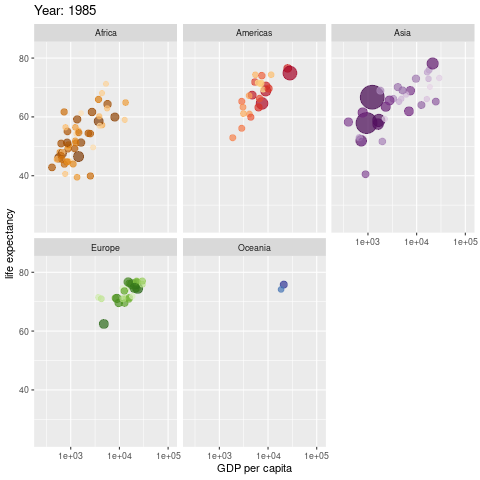 Year: 1985
Africa
Americas
Asia
80
60
40
1e+03 1e+04 1e+05
life expectancy
Europe
Oceania
80
60
40
1e+03 1e+04 1e+05
1e+03 1e+04 1e+05
GDP per capita